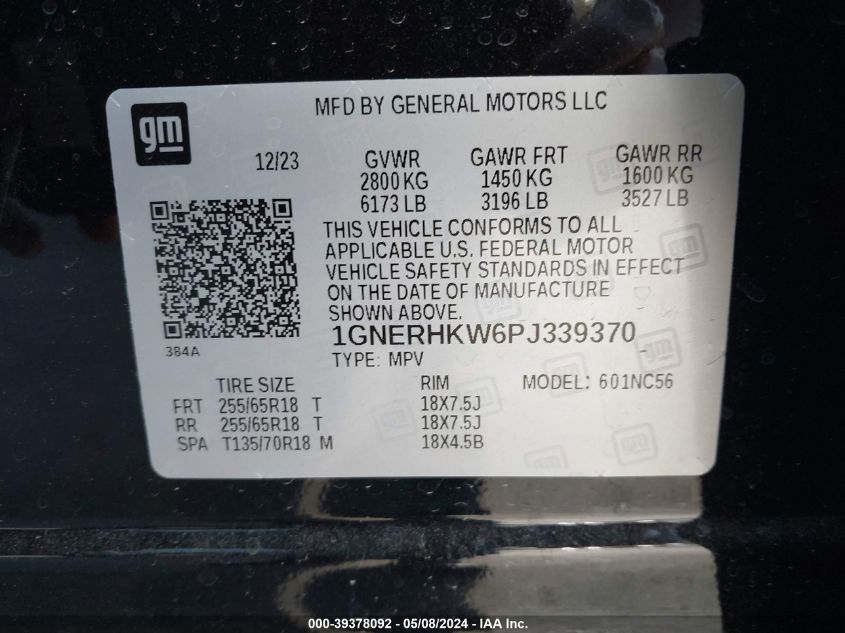 gm
MFD BY GENERAL MOTORS LLC
12/23 GVWR GAWR FRT GAWR RR
2800 KG 1450 KG 1600 KG
6173 LB 3196 LB 3527 LB
THIS VEHICLE CONFORMS TO ALL
APPLICABLE U.S. FEDERAL MOTOR
VEHICLE SAFETY STANDARDS IN EFFECT
ON THE DATE OF MANUFACTURE
SHOWN ABOVE.
1GNERHKW6PJ339370
384A
TYPE: MPV
TIRE SIZE RIM MODEL: 601NC56
FRT 255/65R18 T 18X7.5J
RR 255/65R18 T 18X7.5J
SPA T135/70R18 M 18X4.5B
000-39378092 - 05/08/2024 - IAA Inc.